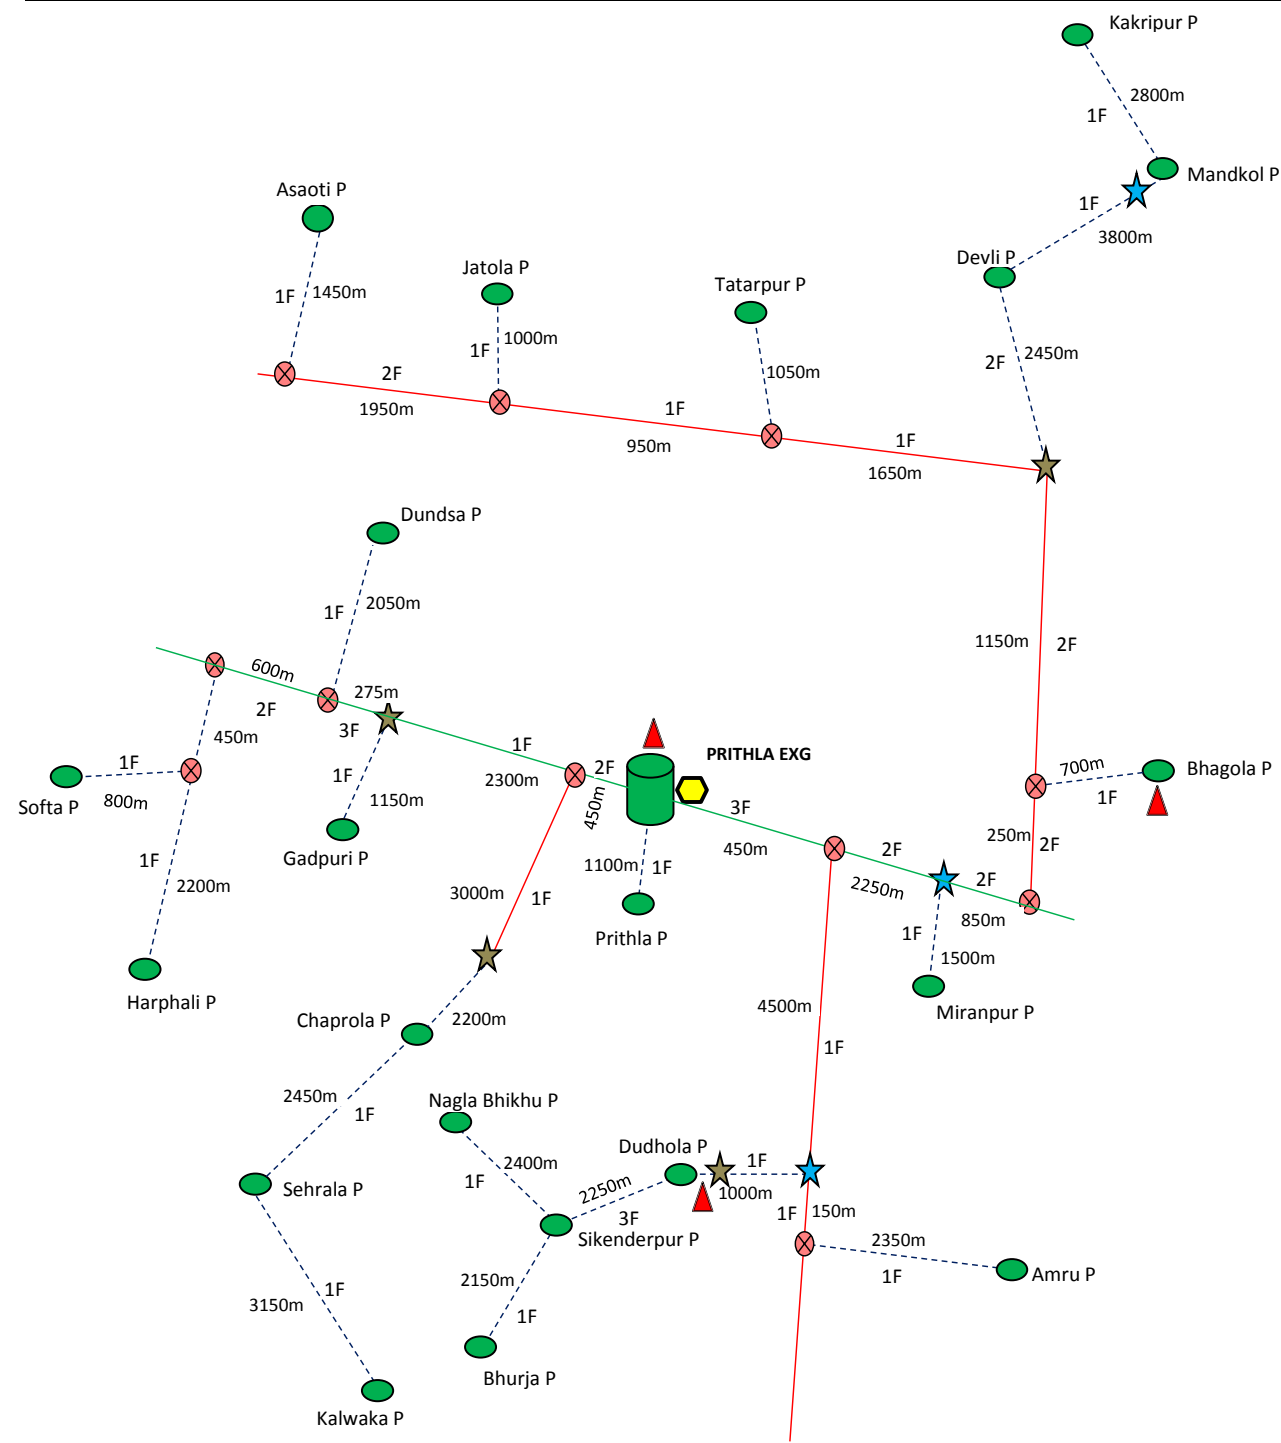 Kakripur P
2800m
1F
Mandkol P
1F
3800m
Asaoti P
Jatola P
Devli P
Tatarpur P
1F
1450m
1000m
1F
1050m
2F
2450m
2F
1950m
1F
950m
1F
1650m
Dundsa P
1F
2050m
1150m
2F
600m
2F
275m
3F
450m
1F
2300m
2F
450m
PRITHLA EXG
1F
800m
Softa P
1F
1150m
Gadpuri P
3F
450m
700m
1F
Bhagola P
250m
2F
2F
2250m
2F
850m
1F
2200m
3000m
1F
1100m
1F
Prithla P
1F
1500m
Miranpur P
Harphali P
Chaprola P
2200m
4500m
1F
2450m
1F
Nagla Bhikhu P
1F
2400m
Dudhola P
1F
1000m
2250m
3F
Sehrala P
Sikenderpur P
1F
150m
2350m
1F
Amru P
2150m
1F
3150m
1F
Bhurja P
Kalwaka P